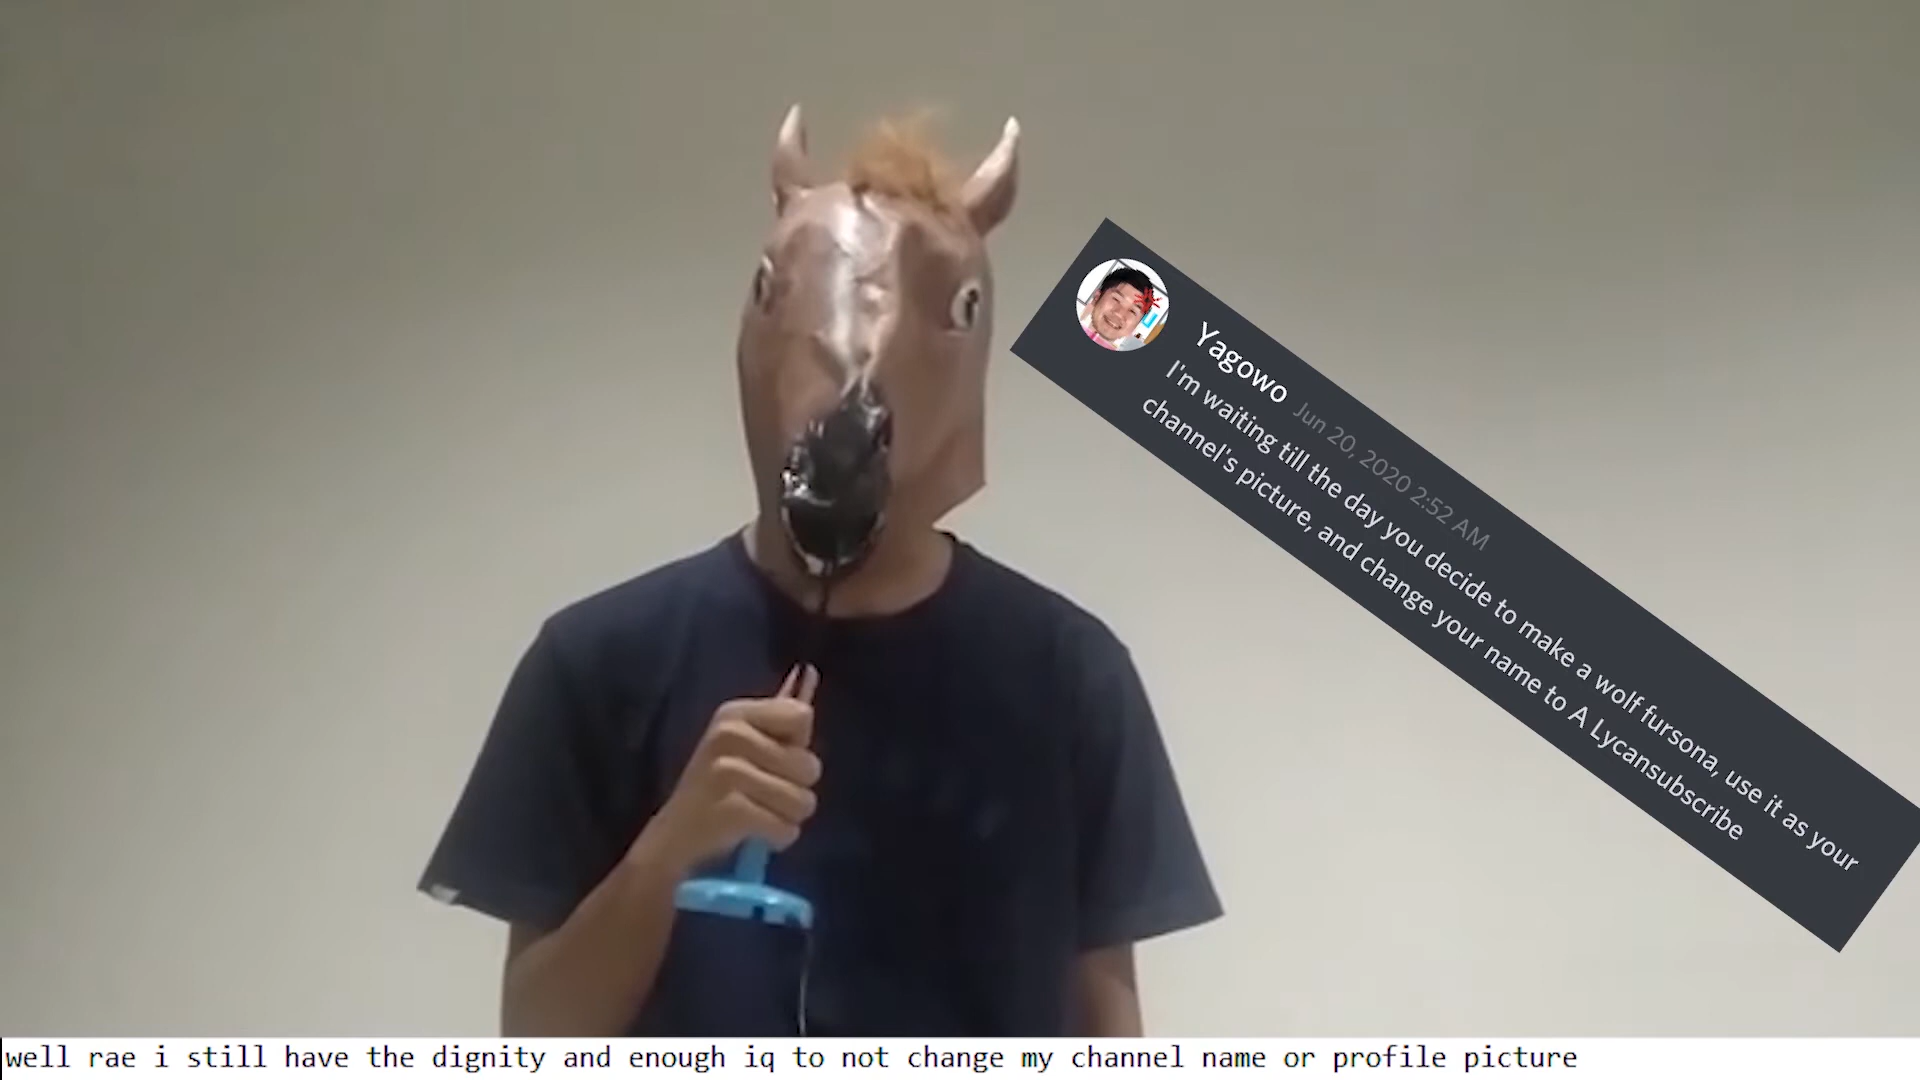 Yagowo Jun 20, 2020 2:52 AM
I'm waiting till the day you decide to make a wolf fursona, use it as your
channel's picture, and change your name to A Lycansubscribe
well rae i still have the dignity and enough iq to not change my channel name or profile picture